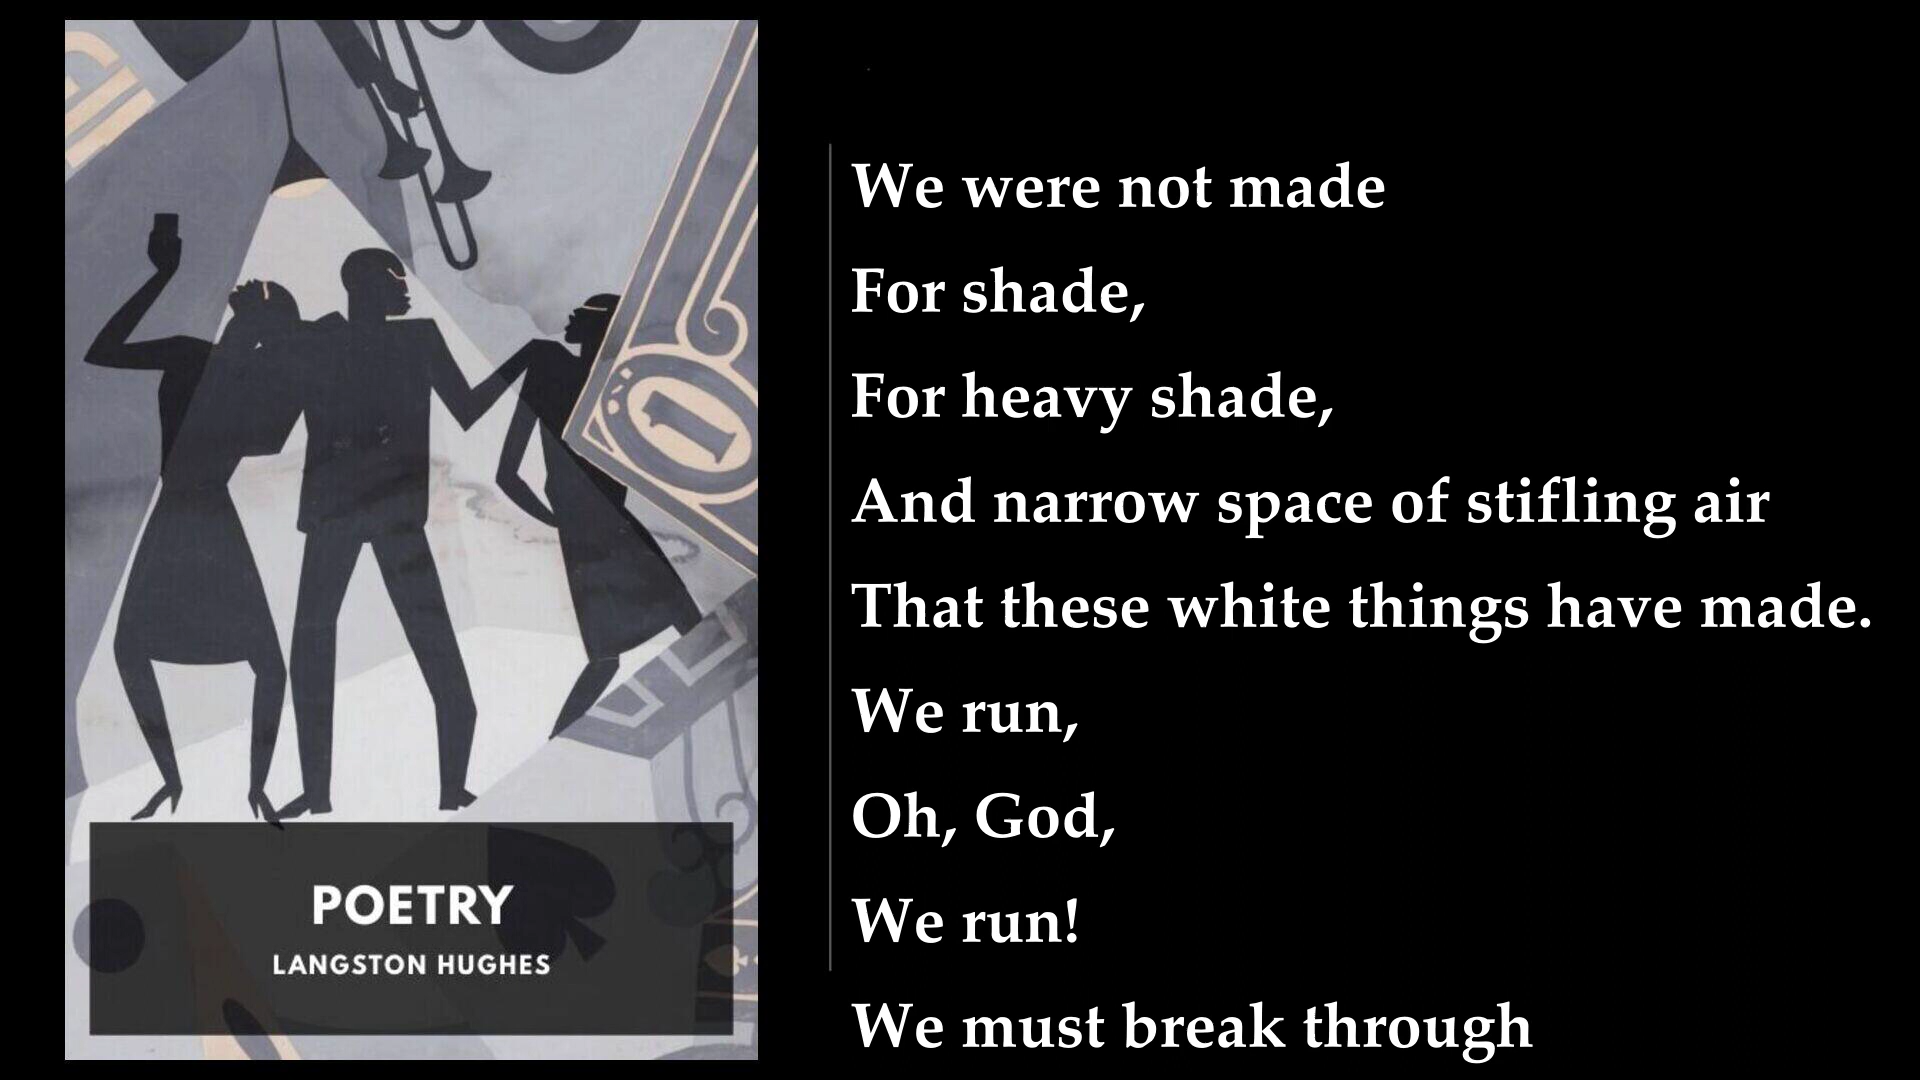 POETRY
LANGSTON HUGHES
We were not made
For shade,
For heavy shade,
And narrow space of stifling air
That these white things have made.
We run,
Oh, God,
We run!
We must break through
1